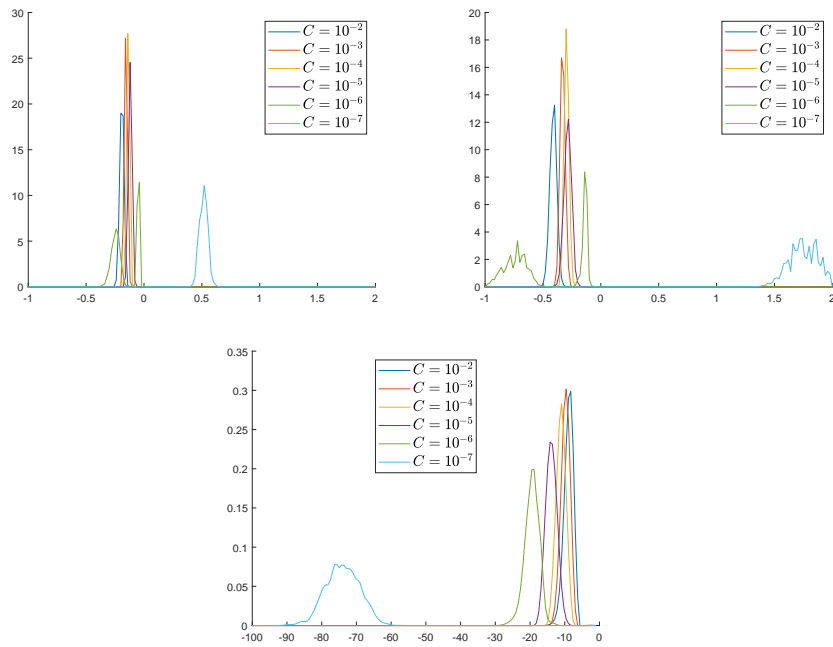 30
25
20
15
10
5
0
-1 -0.5 0 0.5 1 1.5 2
C = 10⁻²
C = 10⁻³
C = 10⁻⁴
C = 10⁻⁵
C = 10⁻⁶
C = 10⁻⁷
20
18
16
14
12
10
8
6
4
2
0
-1 -0.5 0 0.5 1 1.5 2
C = 10⁻²
C = 10⁻³
C = 10⁻⁴
C = 10⁻⁵
C = 10⁻⁶
C = 10⁻⁷
0.35
0.3
0.25
0.2
0.15
0.1
0.05
0
-100 -90 -80 -70 -60 -50 -40 -30 -20 -10 0
C = 10⁻²
C = 10⁻³
C = 10⁻⁴
C = 10⁻⁵
C = 10⁻⁶
C = 10⁻⁷